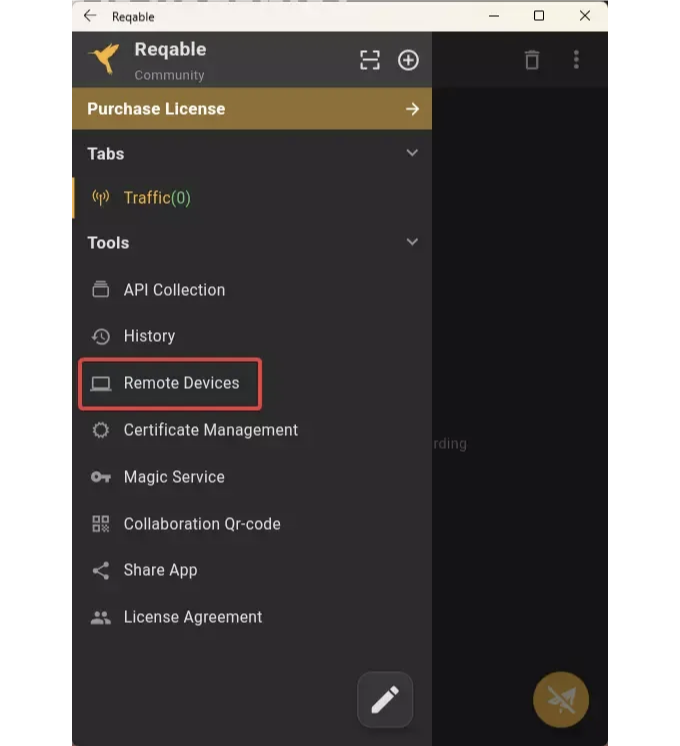 Reqable
Reqable
Community
Purchase License
Tabs
Traffic(0)
Tools
API Collection
History
Remote Devices
rding
Certificate Management
Magic Service
Collaboration Qr-code
Share App
License Agreement